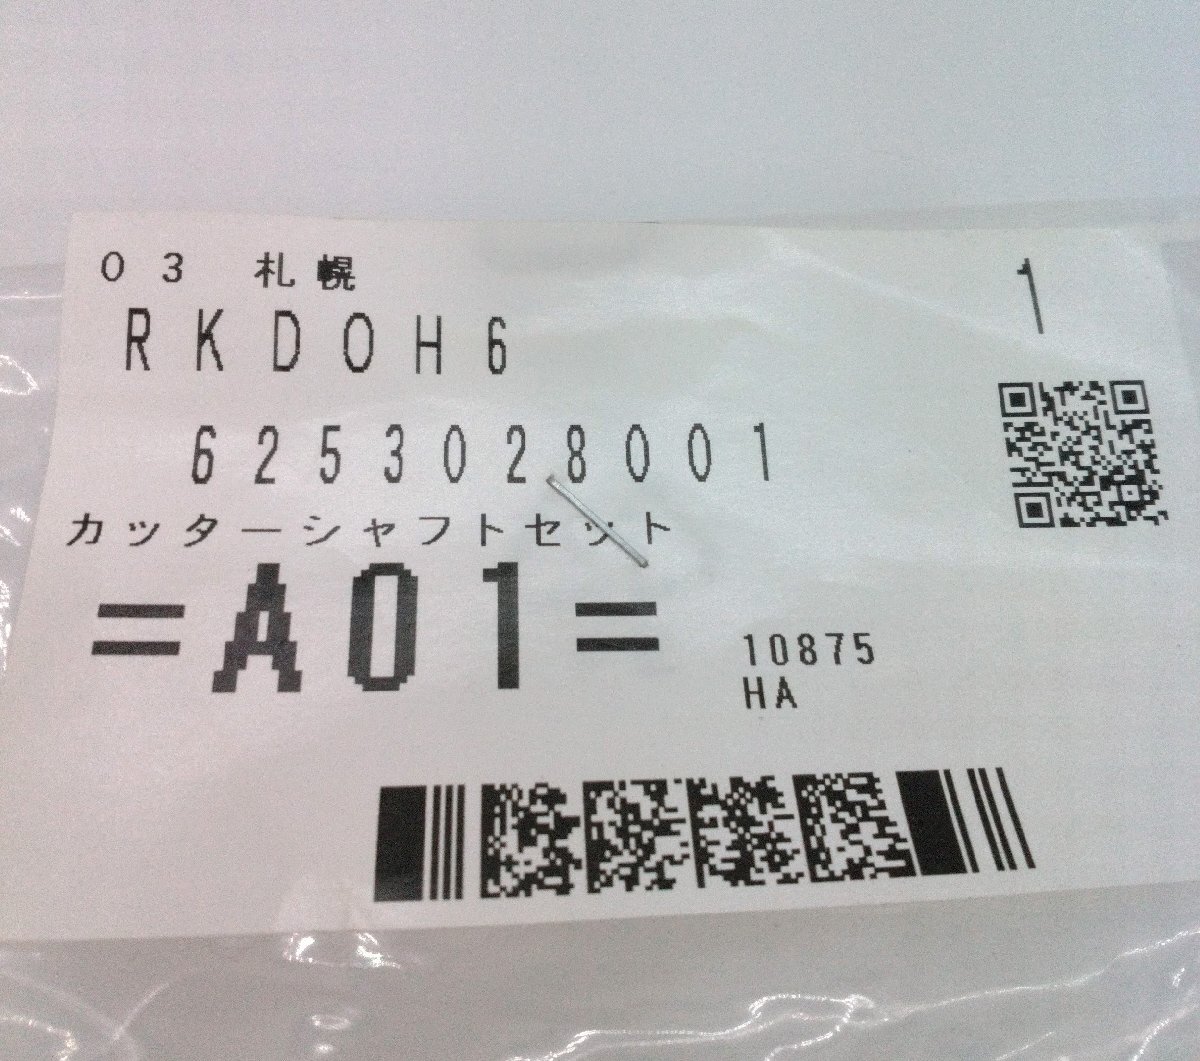 03 札幌
1
RKDOH6
6253028001
カッターシャフトセット
=A01=
10875
HA